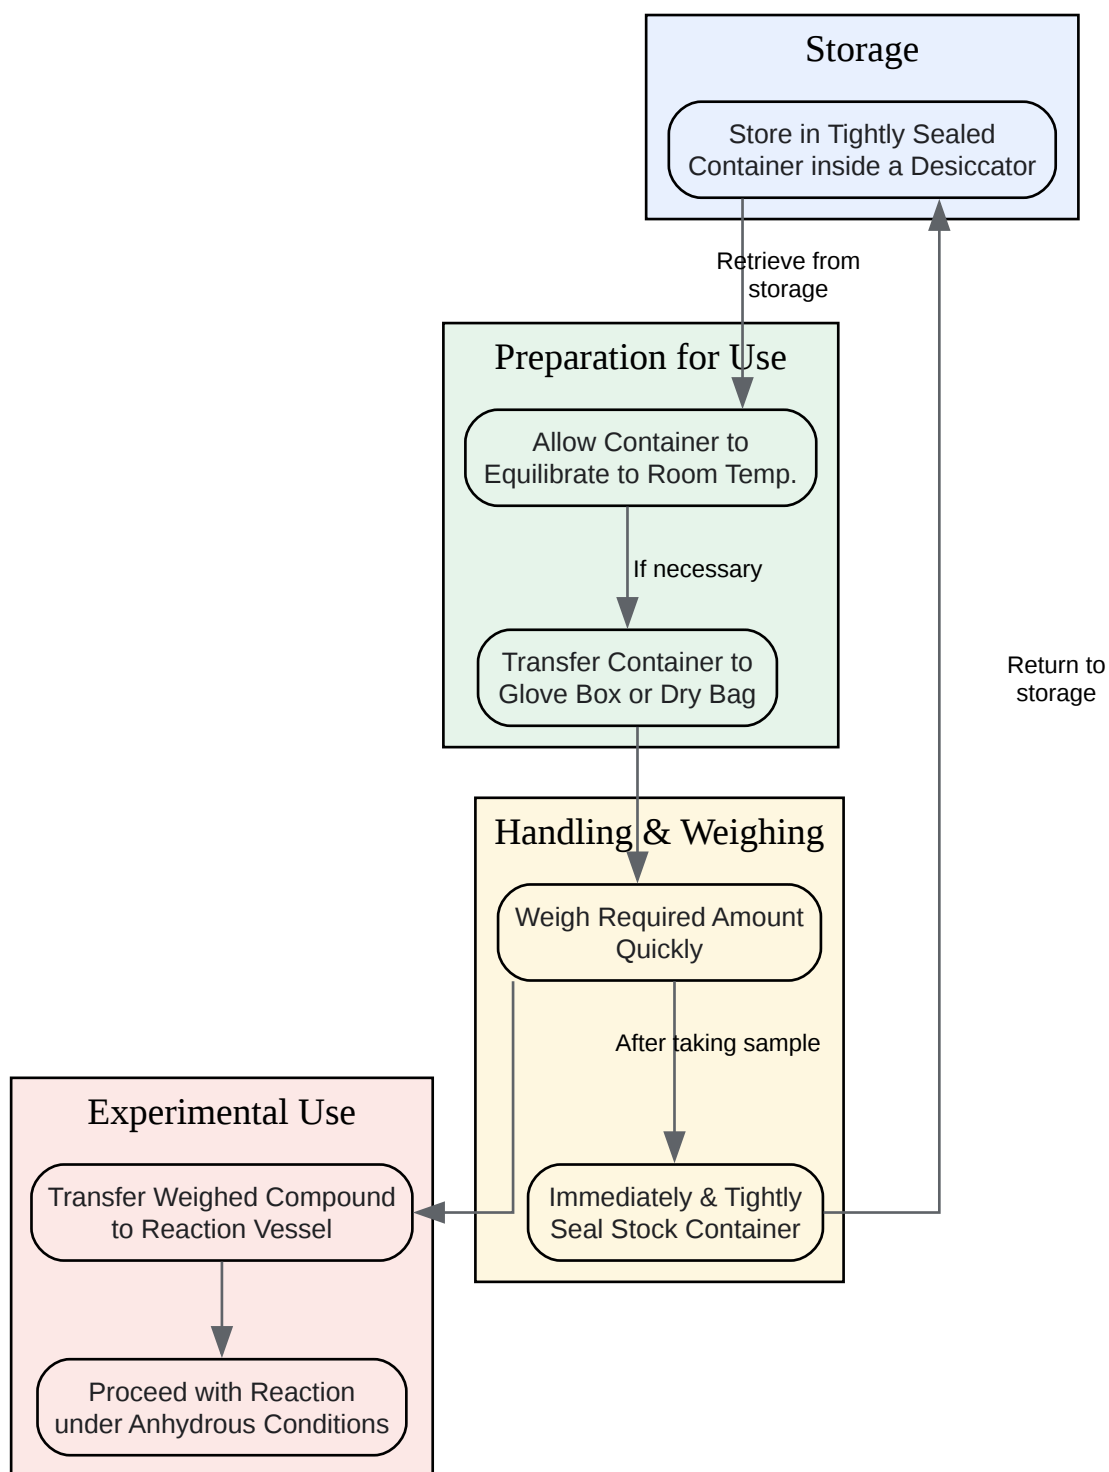 Storage
Store in Tightly Sealed
Container inside a Desiccator
Retrieve from
storage
Preparation for Use
Allow Container to
Equilibrate to Room Temp.
If necessary
Transfer Container to
Glove Box or Dry Bag
Return to
storage
Handling & Weighing
Weigh Required Amount
Quickly
After taking sample
Immediately & Tightly
Seal Stock Container
Experimental Use
Transfer Weighed Compound
to Reaction Vessel
Proceed with Reaction
under Anhydrous Conditions